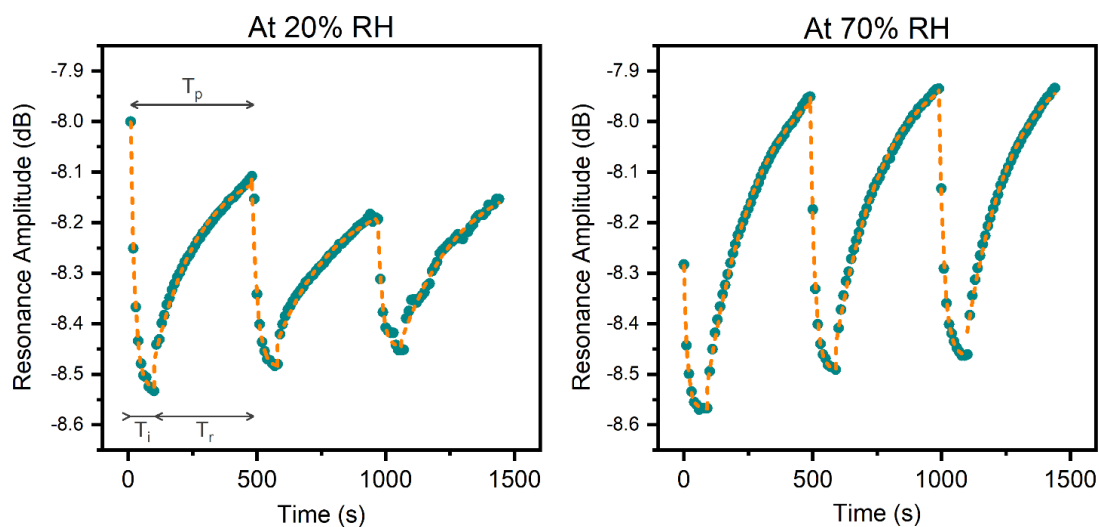 At 20% RH
Resonance Amplitude (dB)
-7.9
-8.0
-8.1
-8.2
-8.3
-8.4
-8.5
-8.6
Tp
Ti
Tr
0
500
1000
1500
Time (s)
At 70% RH
Resonance Amplitude (dB)
-7.9
-8.0
-8.1
-8.2
-8.3
-8.4
-8.5
-8.6
0
500
1000
1500
Time (s)